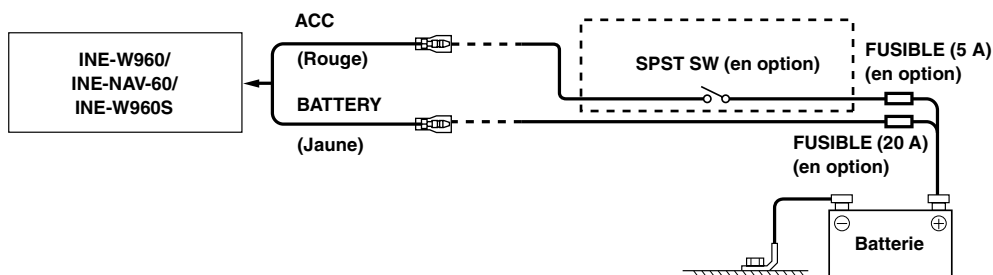 INE-W960/
INE-NAV-60/
INE-W960S
ACC
(Rouge)
BATTERY
(Jaune)
SPST SW (en option)
FUSIBLE (5 A)
(en option)
FUSIBLE (20 A)
(en option)
Batterie